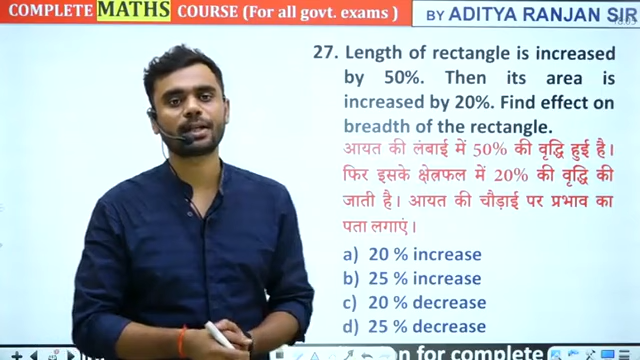 COMPLETE MATHS COURSE (For all govt. exams )
BY ADITYA RANJAN SIR
27. Length of rectangle is increased
by 50%. Then its area is
increased by 20%. Find effect on
breadth of the rectangle.
आयत की लंबाई में 50% की वृद्धि हुई है।
फिर इसके क्षेत्रफल में 20% की वृद्धि की
जाती है। आयत की चौड़ाई पर प्रभाव का
पता लगाएं।
a) 20 % increase
b) 25 % increase
c) 20 % decrease
d) 25 % decrease
for complete